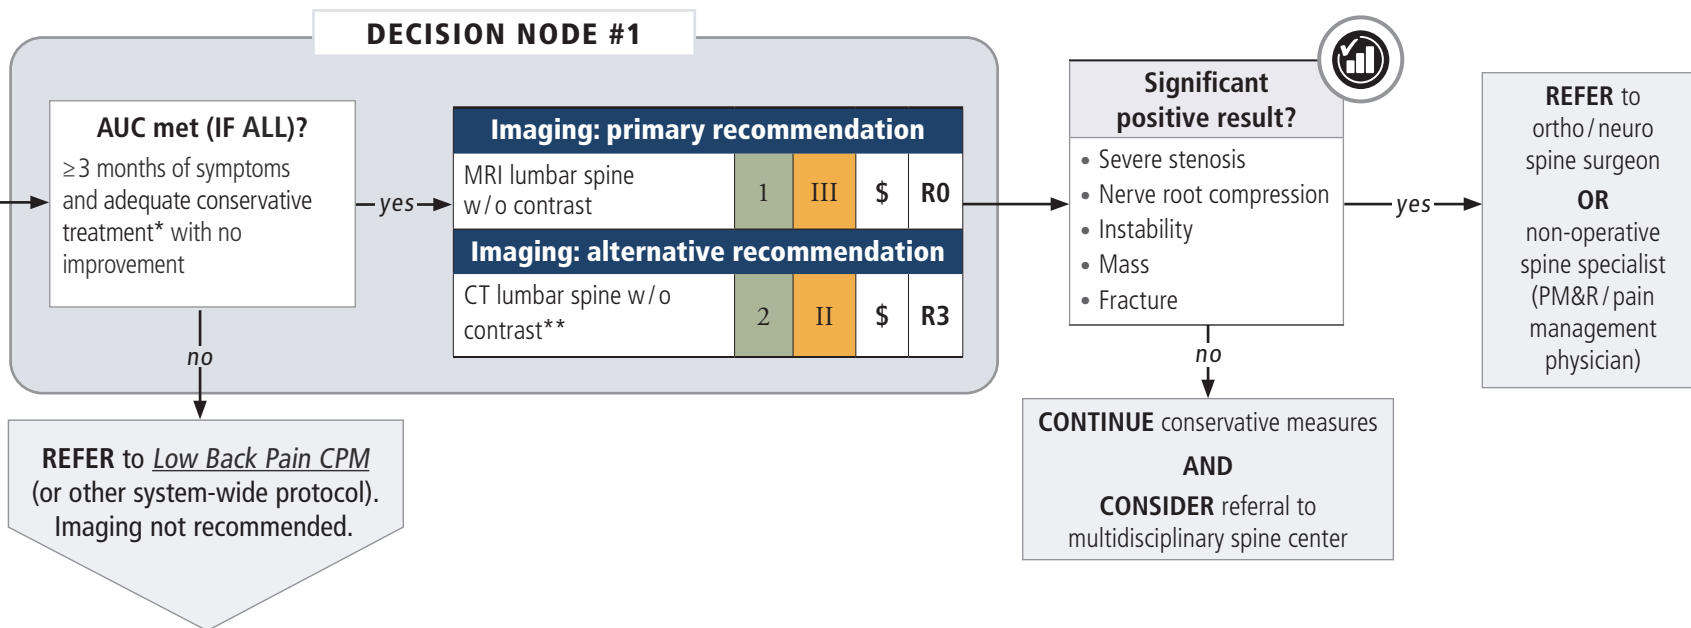 DECISION NODE #1
AUC met (IF ALL)?
≥3 months of symptoms
and adequate conservative
treatment* with no
improvement
yes
no
Imaging: primary recommendation
MRI lumbar spine
w/o contrast
1 III $ R0
Imaging: alternative recommendation
CT lumbar spine w/o
contrast**
2 II $ R3
REFER to Low Back Pain CPM
(or other system-wide protocol).
Imaging not recommended.
Significant
positive result?
• Severe stenosis
• Nerve root compression
• Instability
• Mass
• Fracture
yes
no
CONTINUE conservative measures
AND
CONSIDER referral to
multidisciplinary spine center
REFER to
ortho/neuro
spine surgeon
OR
non-operative
spine specialist
(PM&R/pain
management
physician)